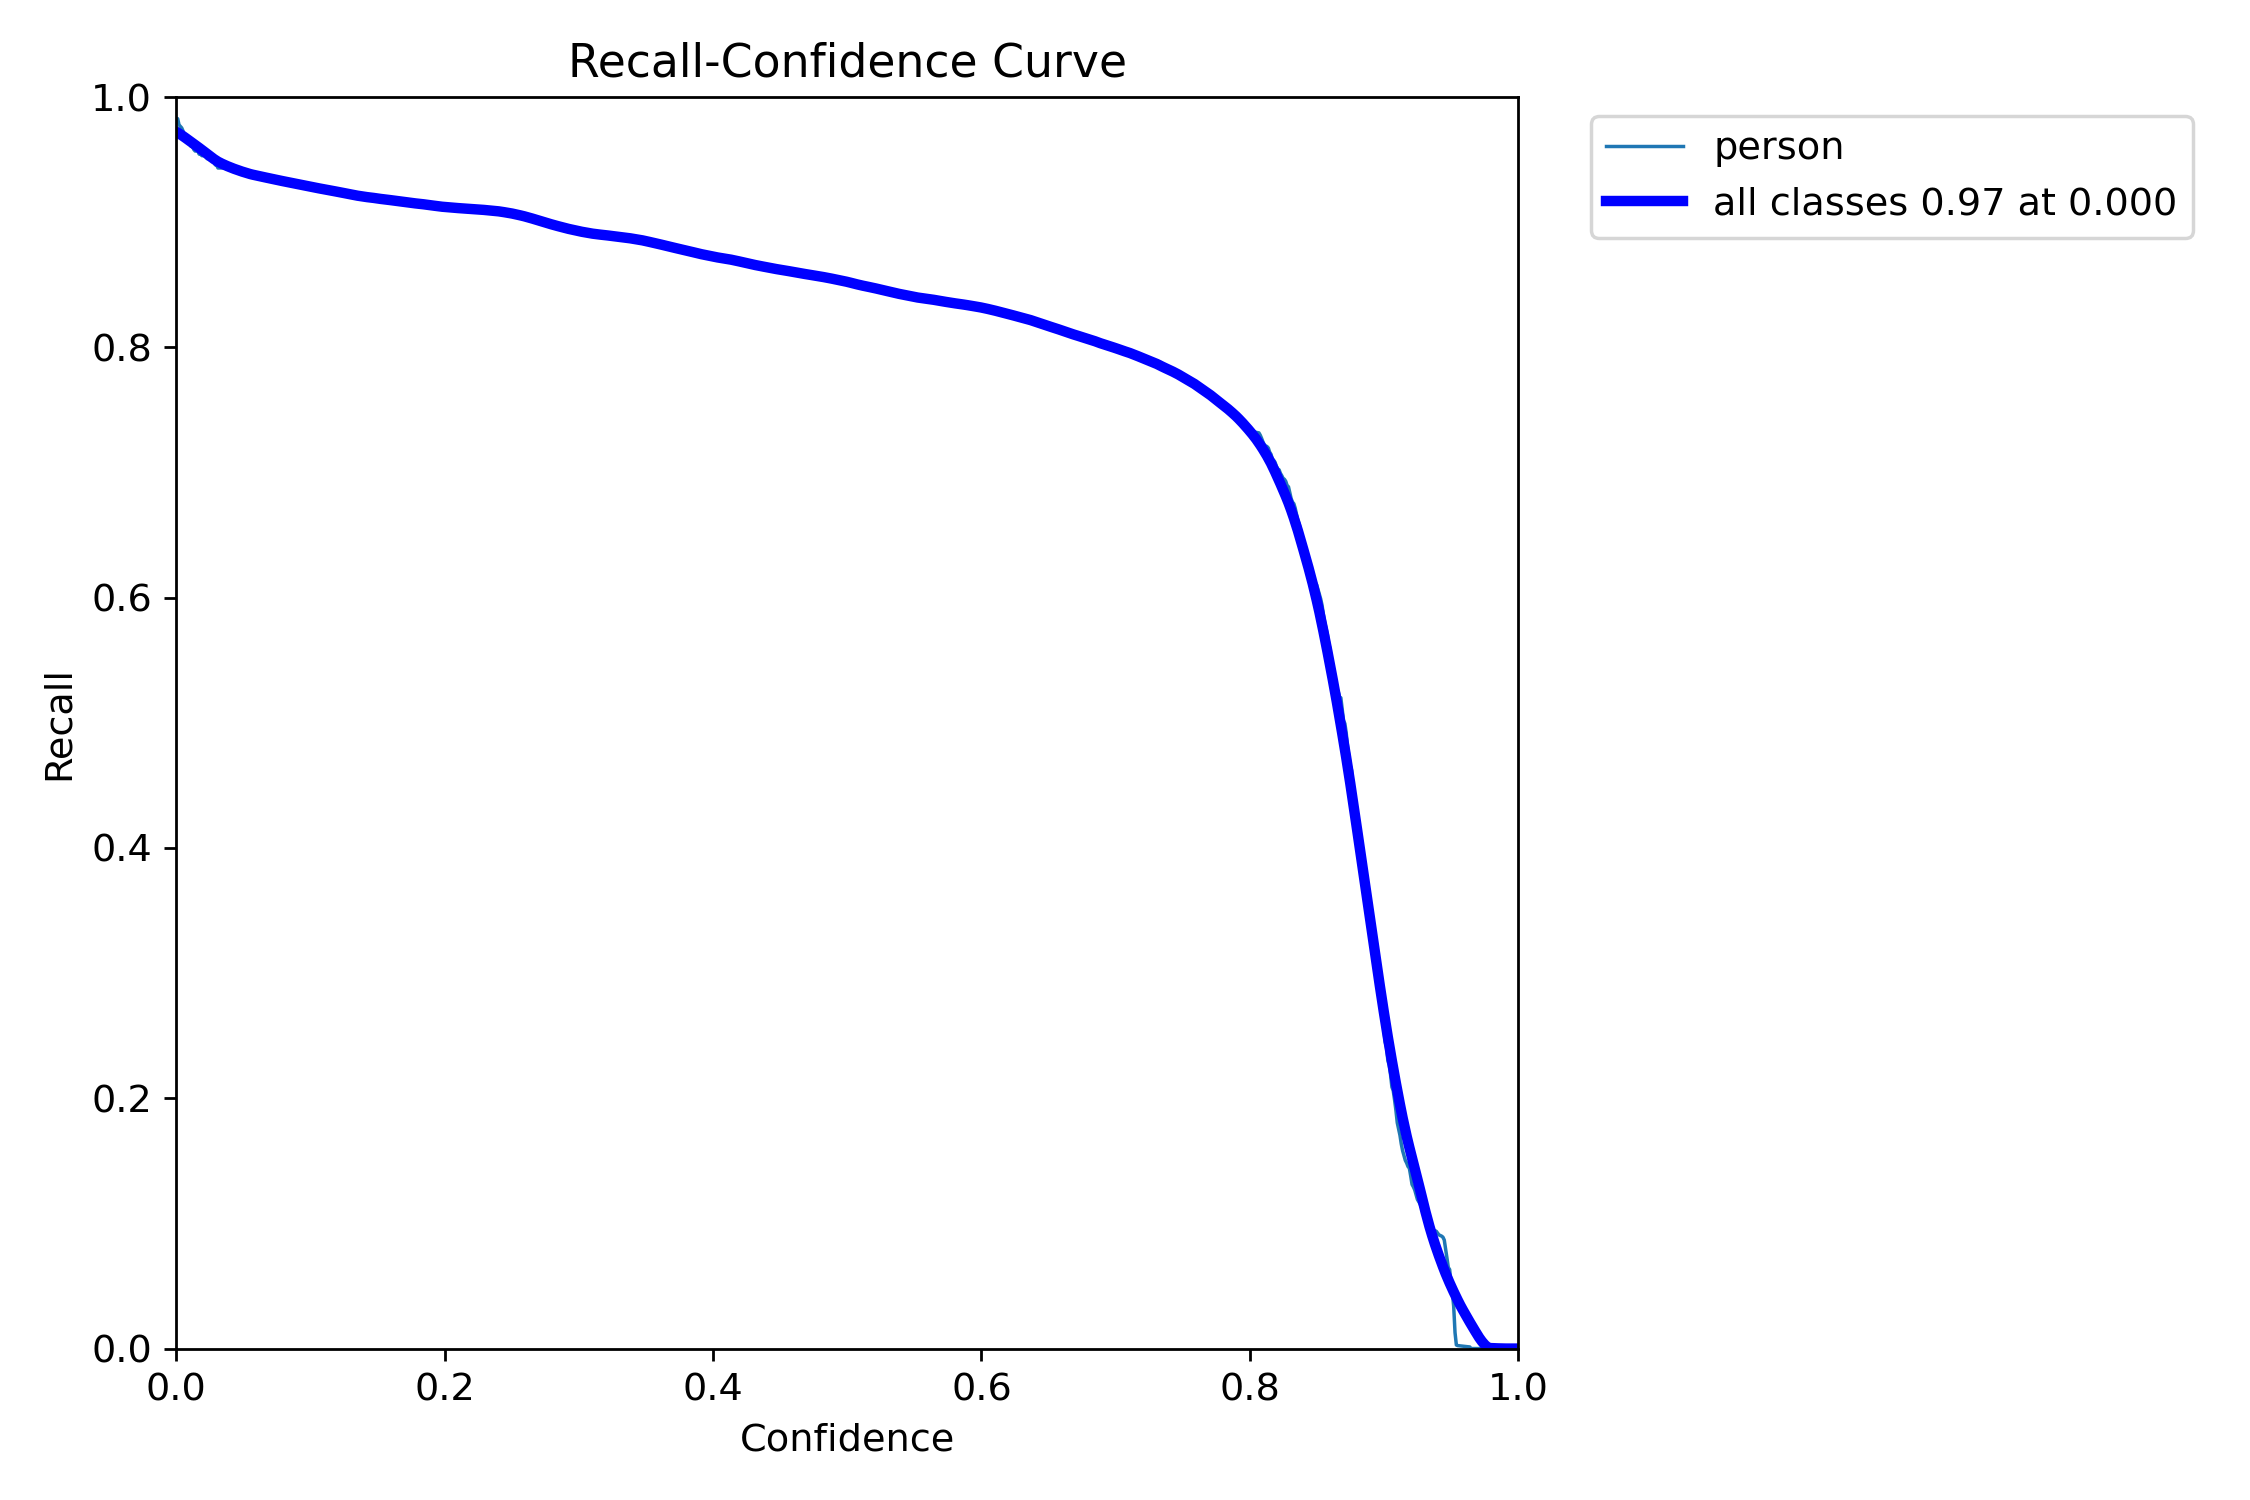 Recall-Confidence Curve
1.0
0.8
0.6
0.4
0.2
0.0
Recall
0.0 0.2 0.4 0.6 0.8 1.0
Confidence
person
all classes 0.97 at 0.000